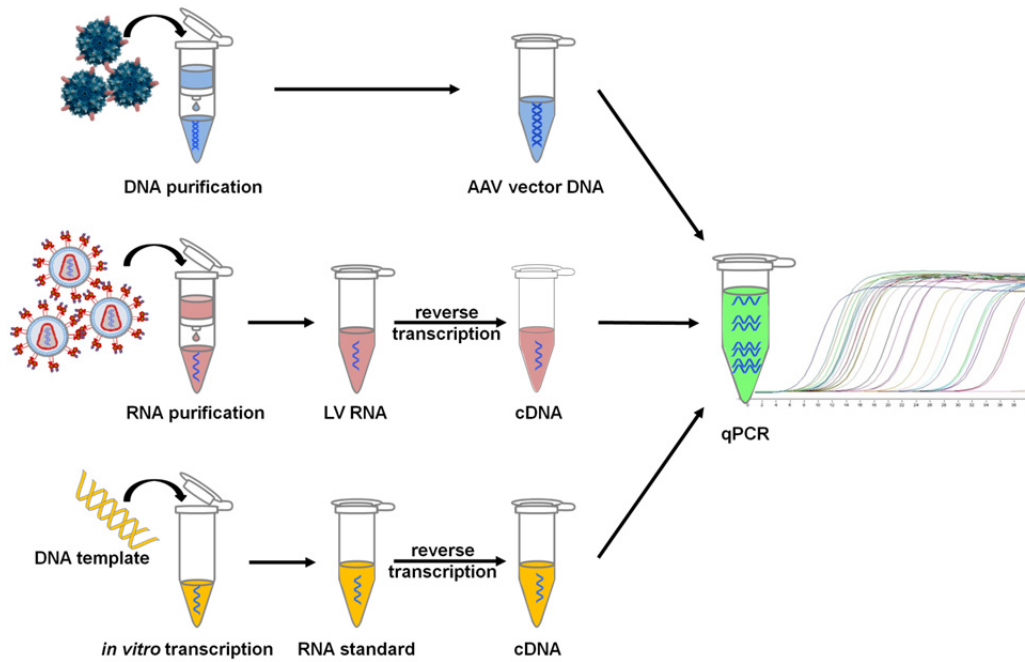 DNA purification
AAV vector DNA
RNA purification
LV RNA
reverse
transcription
cDNA
qPCR
DNA template
in vitro transcription
RNA standard
reverse
transcription
cDNA